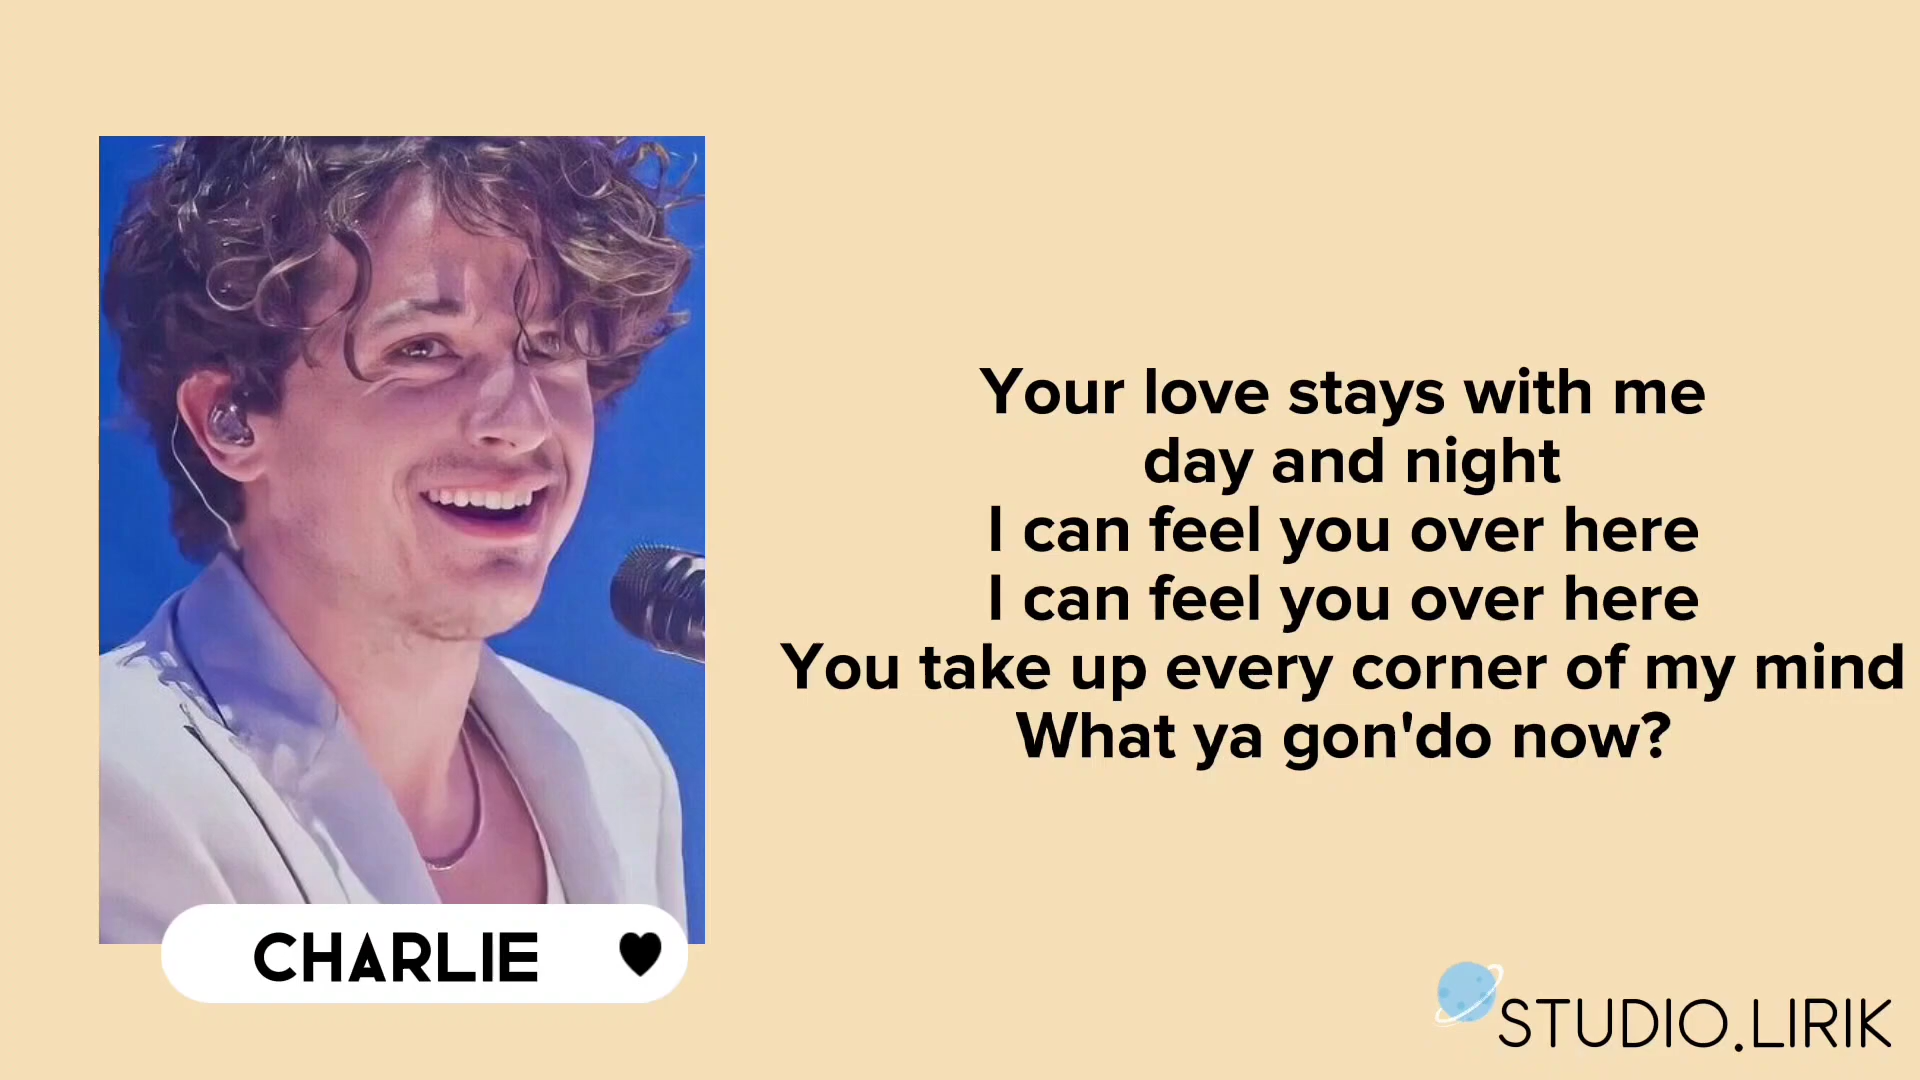 Your love stays with me
day and night
I can feel you over here
I can feel you over here
You take up every corner of my mind
What ya gon'do now?
CHARLIE
STUDIO.LIRIK